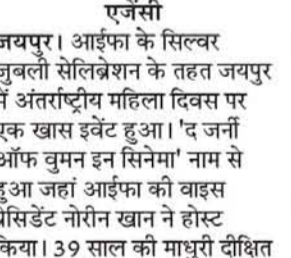 एजेंसी
जयपुर। आईफा के सिल्वर
जुबली सेलिब्रेशन के तहत जयपुर
में अंतर्राष्ट्रीय महिला दिवस पर
एक खास इवेंट हुआ। 'द जर्नी
ऑफ वुमन इन सिनेमा' नाम से
हुआ जहां आईफा की वाइस
प्रेसिडेंट नोरीन खान ने होस्ट
किया। 39 साल की माधुरी दीक्षित